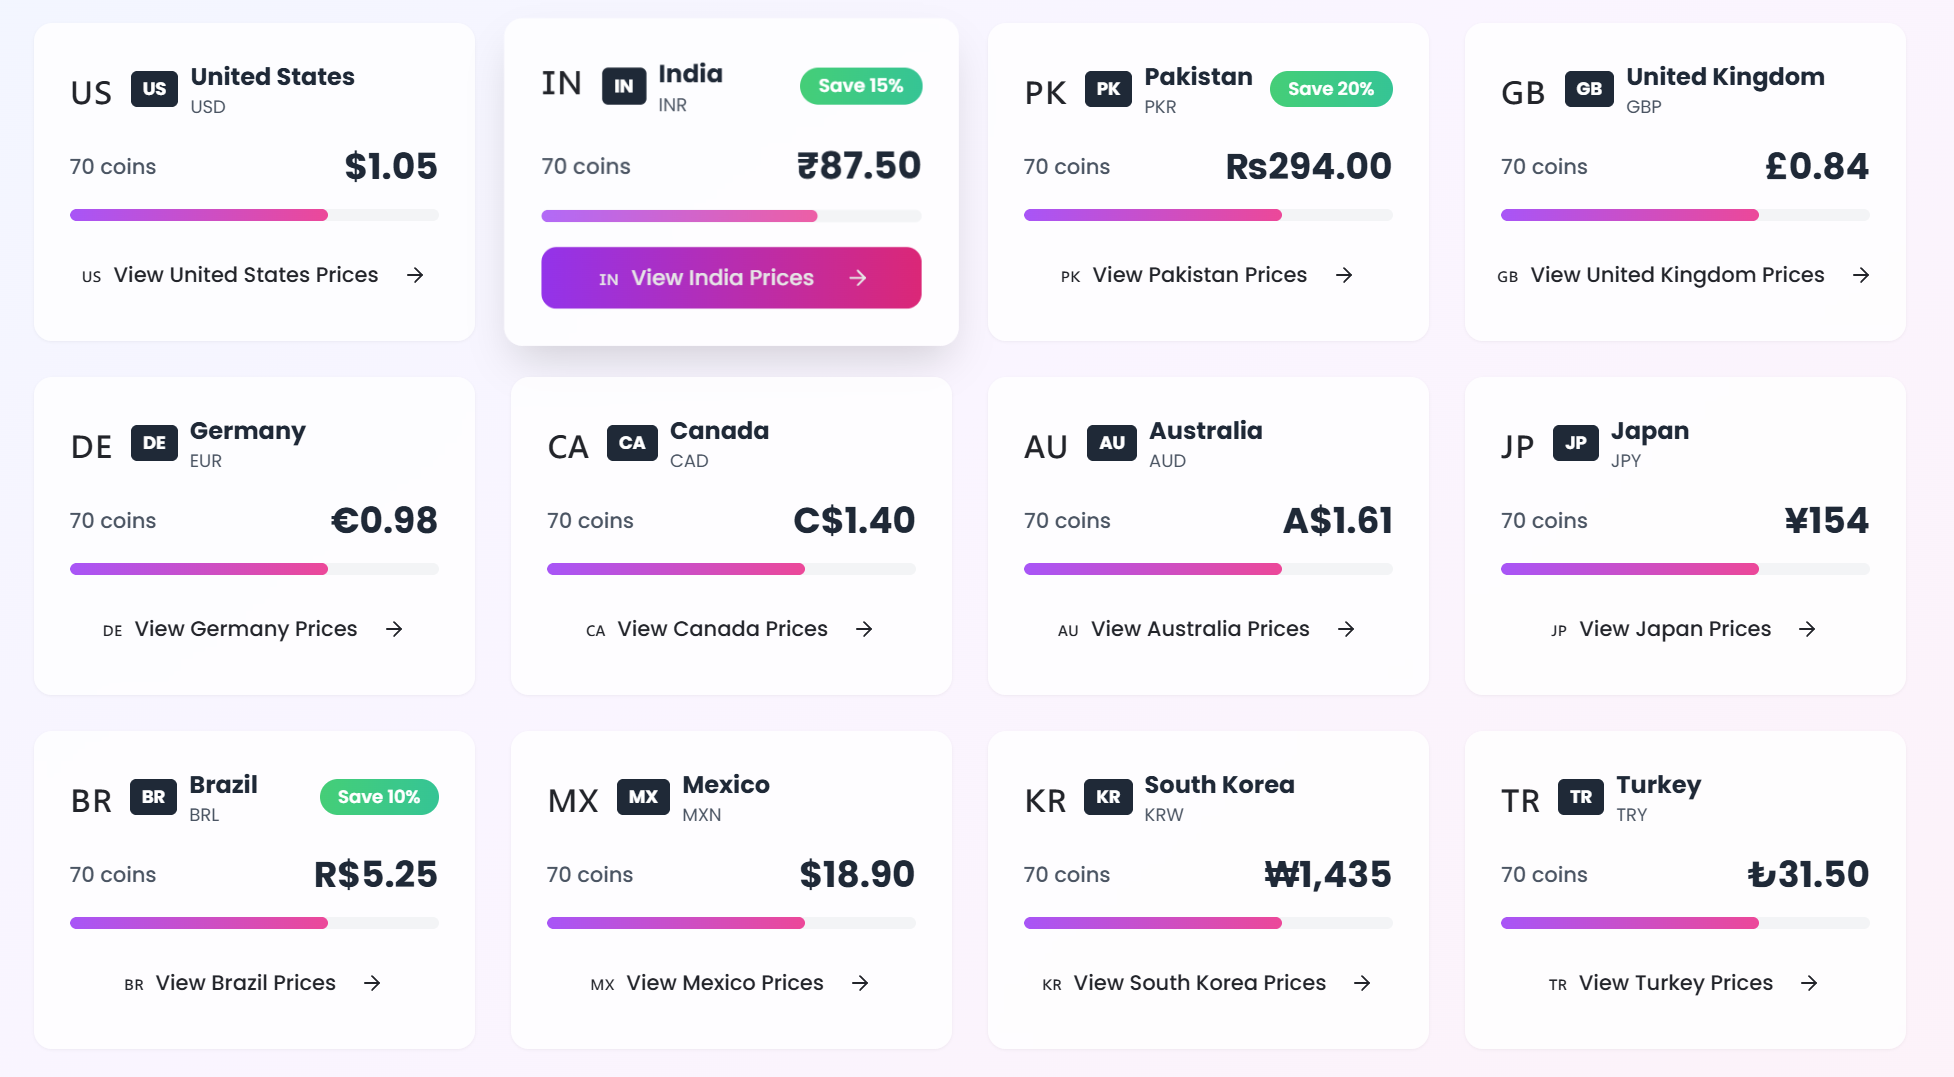 US US United States
USD
70 coins $1.05
US View United States Prices →
IN IN India Save 15%
INR
70 coins ₹87.50
IN View India Prices →
PK PK Pakistan Save 20%
PKR
70 coins ₨294.00
PK View Pakistan Prices →
GB GB United Kingdom
GBP
70 coins £0.84
GB View United Kingdom Prices →
DE DE Germany
EUR
70 coins €0.98
DE View Germany Prices →
CA CA Canada
CAD
70 coins C$1.40
CA View Canada Prices →
AU AU Australia
AUD
70 coins A$1.61
AU View Australia Prices →
JP JP Japan
JPY
70 coins ¥154
JP View Japan Prices →
BR BR Brazil Save 10%
BRL
70 coins R$5.25
BR View Brazil Prices →
MX MX Mexico
MXN
70 coins $18.90
MX View Mexico Prices →
KR KR South Korea
KRW
70 coins ₩1,435
KR View South Korea Prices →
TR TR Turkey
TRY
70 coins ₺31.50
TR View Turkey Prices →